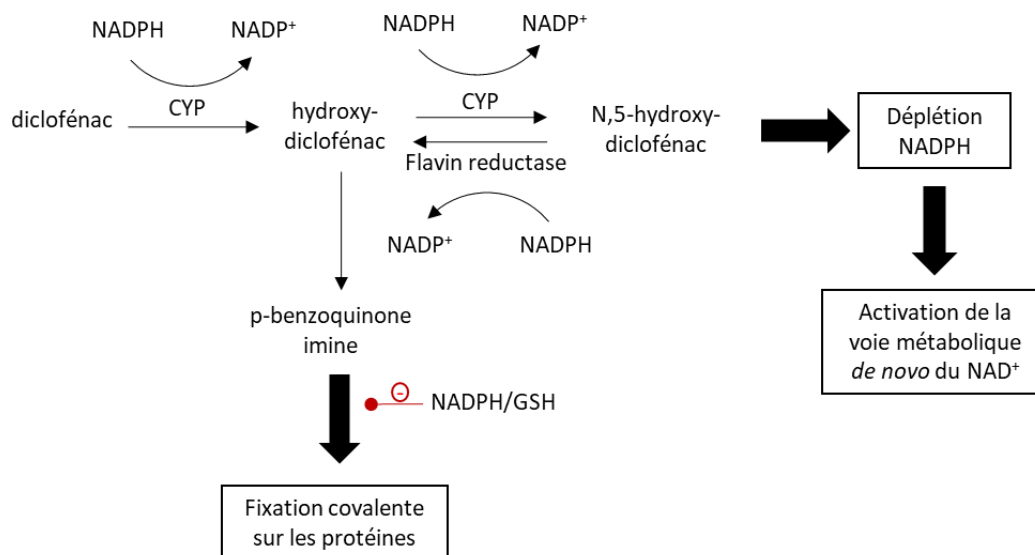 NADPH NADP+ NADPH NADP+
diclofénac CYP hydroxy-diclofénac CYP N,5-hydroxy-diclofénac
Flavin reductase
NADP+ NADPH
Déplétion
NADPH
p-benzoquinone
imine
Activation de la
voie métabolique
de novo du NAD+
- NADPH/GSH
Fixation covalente
sur les protéines